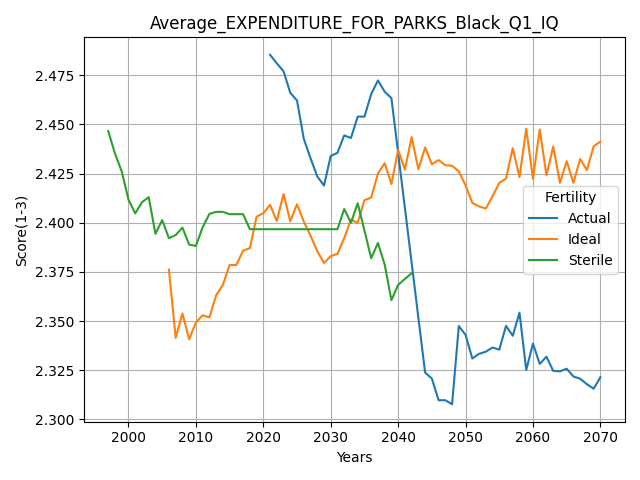 Average_EXPENDITURE_FOR_PARKS_Black_Q1_IQ
Score(1-3)
2.475
2.450
2.425
2.400
2.375
2.350
2.325
2.300
Fertility
Actual
Ideal
Sterile
2000 2010 2020 2030 2040 2050 2060 2070
Years